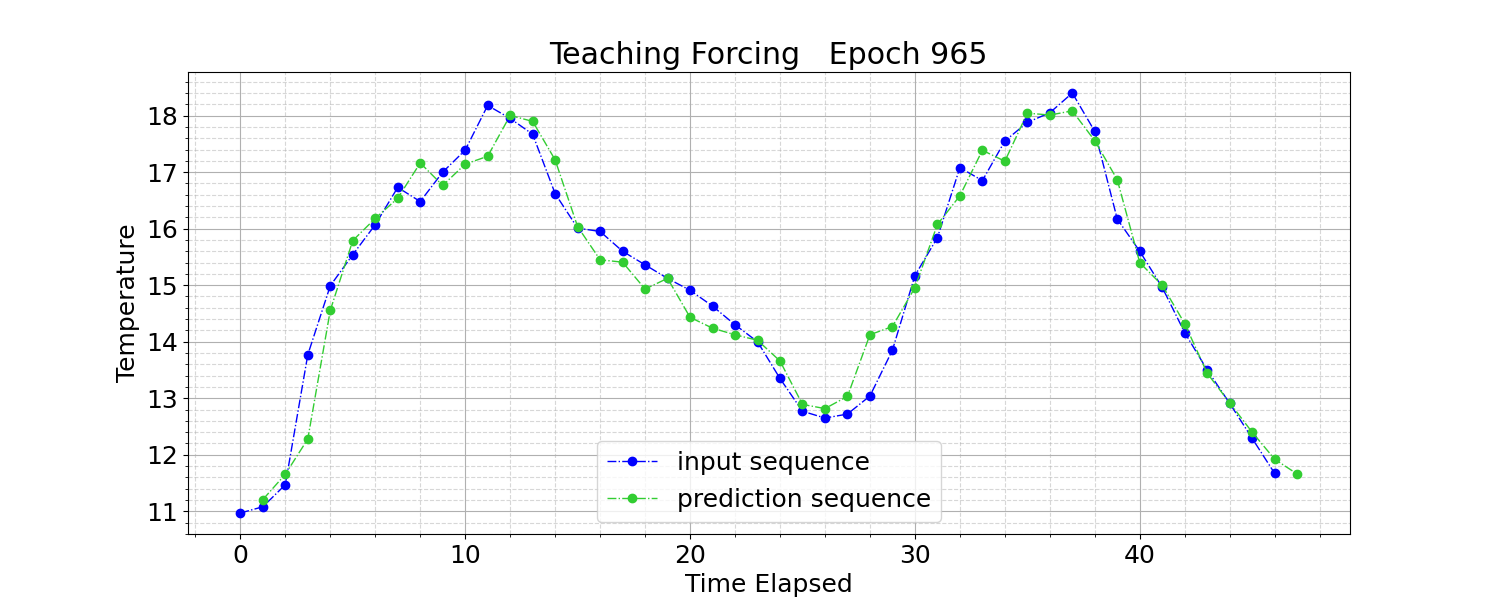 Teaching Forcing   Epoch 965
Temperature
18
17
16
15
14
13
12
11
input sequence
prediction sequence
0 10 20 30 40
Time Elapsed